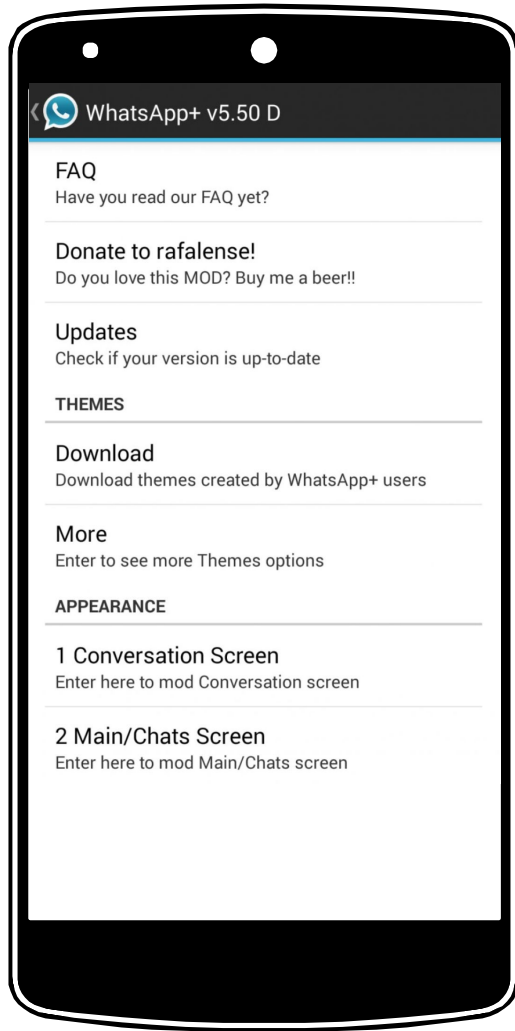 WhatsApp+ v5.50 D
FAQ
Have you read our FAQ yet?
Donate to rafalense!
Do you love this MOD? Buy me a beer!!
Updates
Check if your version is up-to-date
THEMES
Download
Download themes created by WhatsApp+ users
More
Enter to see more Themes options
APPEARANCE
1 Conversation Screen
Enter here to mod Conversation screen
2 Main/Chats Screen
Enter here to mod Main/Chats screen